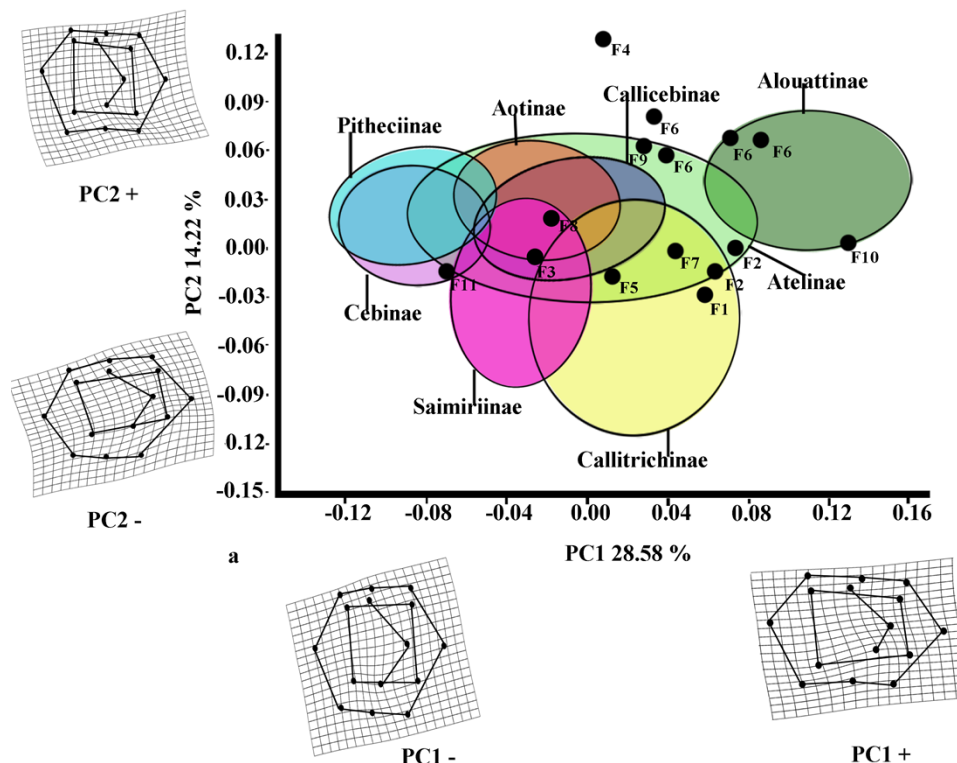 0.12
0.09
0.06
0.03
0.00
-0.03
-0.06
-0.09
-0.12
-0.15
PC2 14.22 %
-0.12 -0.08 -0.04 0.00 0.04 0.08 0.12 0.16
PC1 28.58 %
a
F4
Alouattinae
Callicebinae
Aotinae
Pitheciinae
F6
F9
F6
F6
F6
F8
F3
F11
F5
F7
F2
F2
F1
F10
Atelinae
Cebinae
Saimiriinae
Callitrichinae
PC2 +
PC2 -
PC1 -
PC1 +